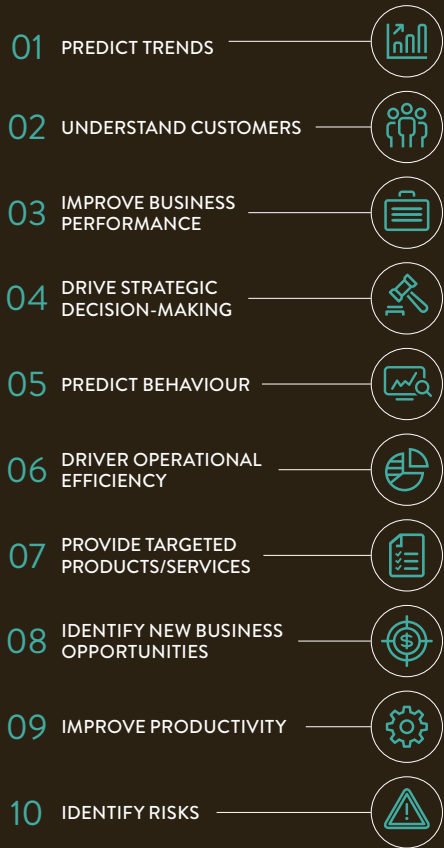 01 PREDICT TRENDS
02 UNDERSTAND CUSTOMERS
03 IMPROVE BUSINESS
PERFORMANCE
04 DRIVE STRATEGIC
DECISION-MAKING
05 PREDICT BEHAVIOUR
06 DRIVER OPERATIONAL
EFFICIENCY
07 PROVIDE TARGETED
PRODUCTS/SERVICES
08 IDENTIFY NEW BUSINESS
OPPORTUNITIES
$
09 IMPROVE PRODUCTIVITY
10 IDENTIFY RISKS
!